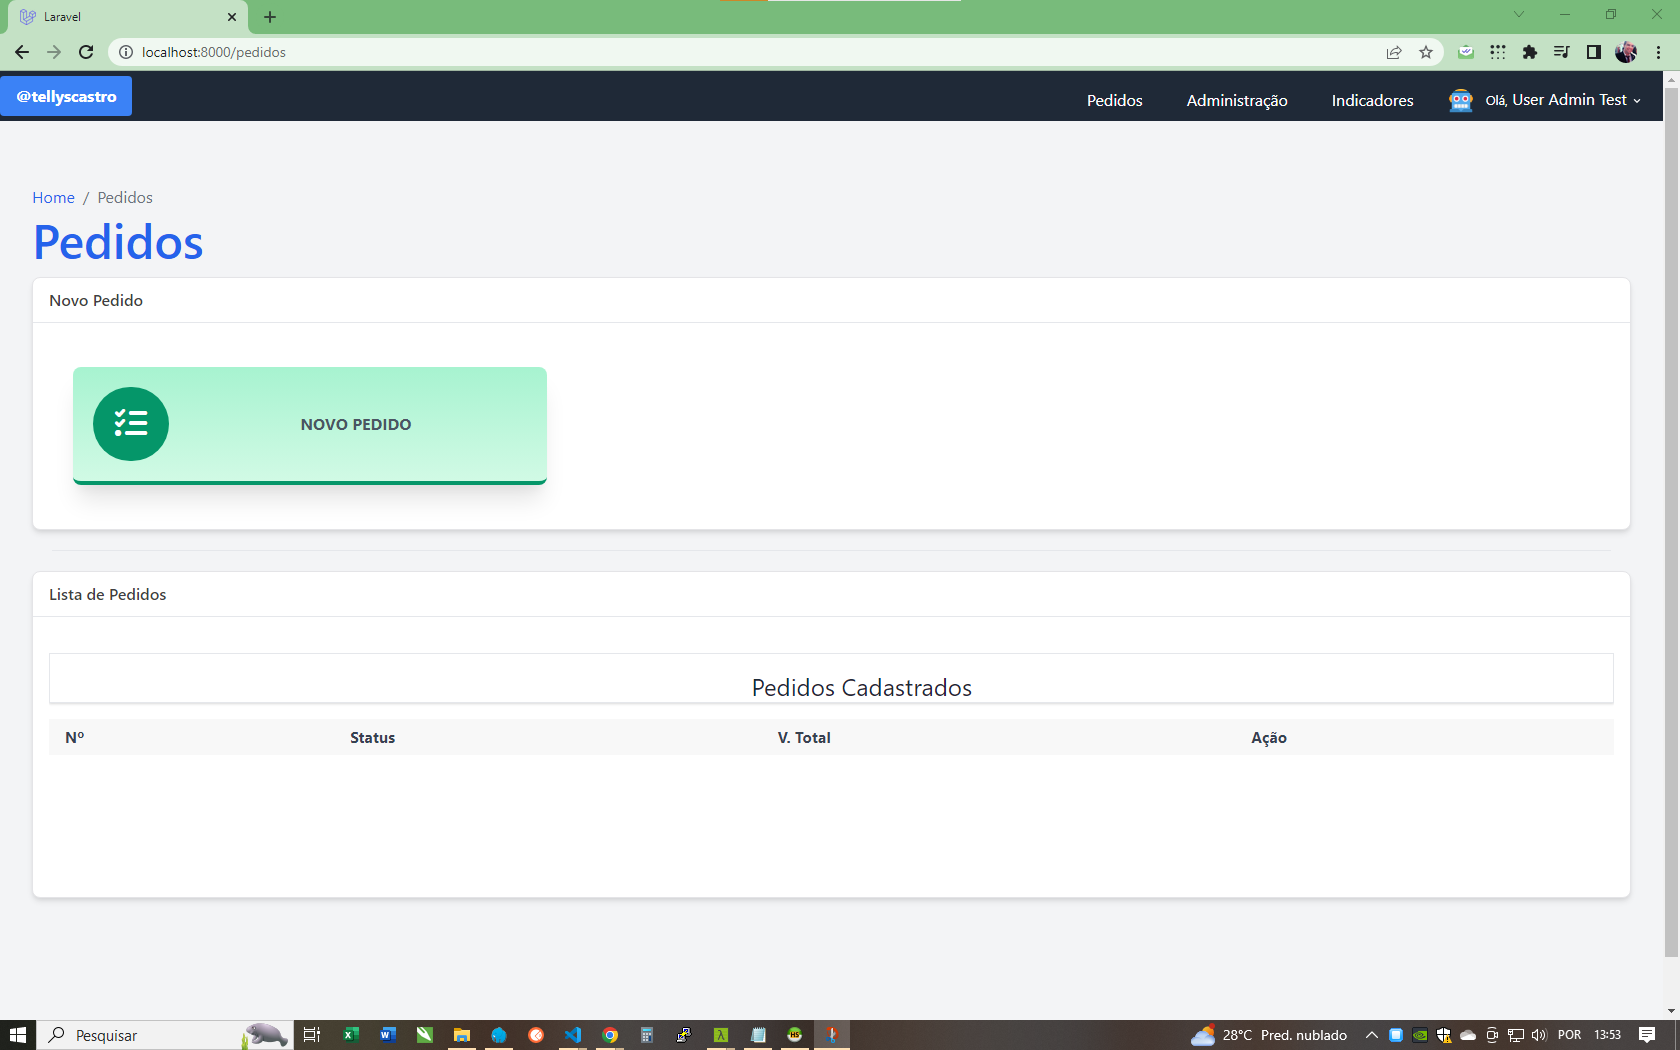 Laravel
localhost:8000/pedidos
@tellyscastro
Pedidos
Administração
Indicadores
Olá, User Admin Test
Home / Pedidos
Pedidos
Novo Pedido
NOVO PEDIDO
Lista de Pedidos
Pedidos Cadastrados
Nº Status V. Total Ação
Pesquisar
28°C Pred. nublado
POR
13:53